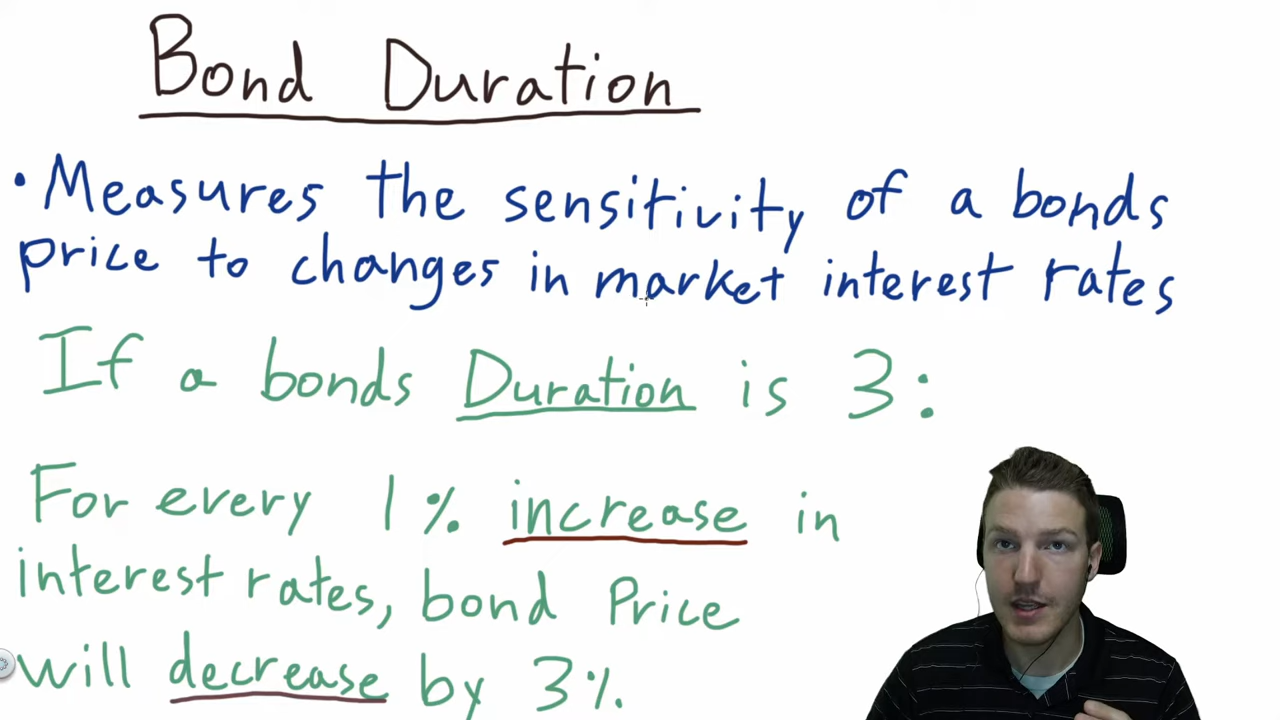 Bond Duration
• Measures the sensitivity of a bonds
price to changes in market interest rates
If a bonds Duration is 3:
For every 1% increase in
interest rates, bond Price
will decrease by 3%.